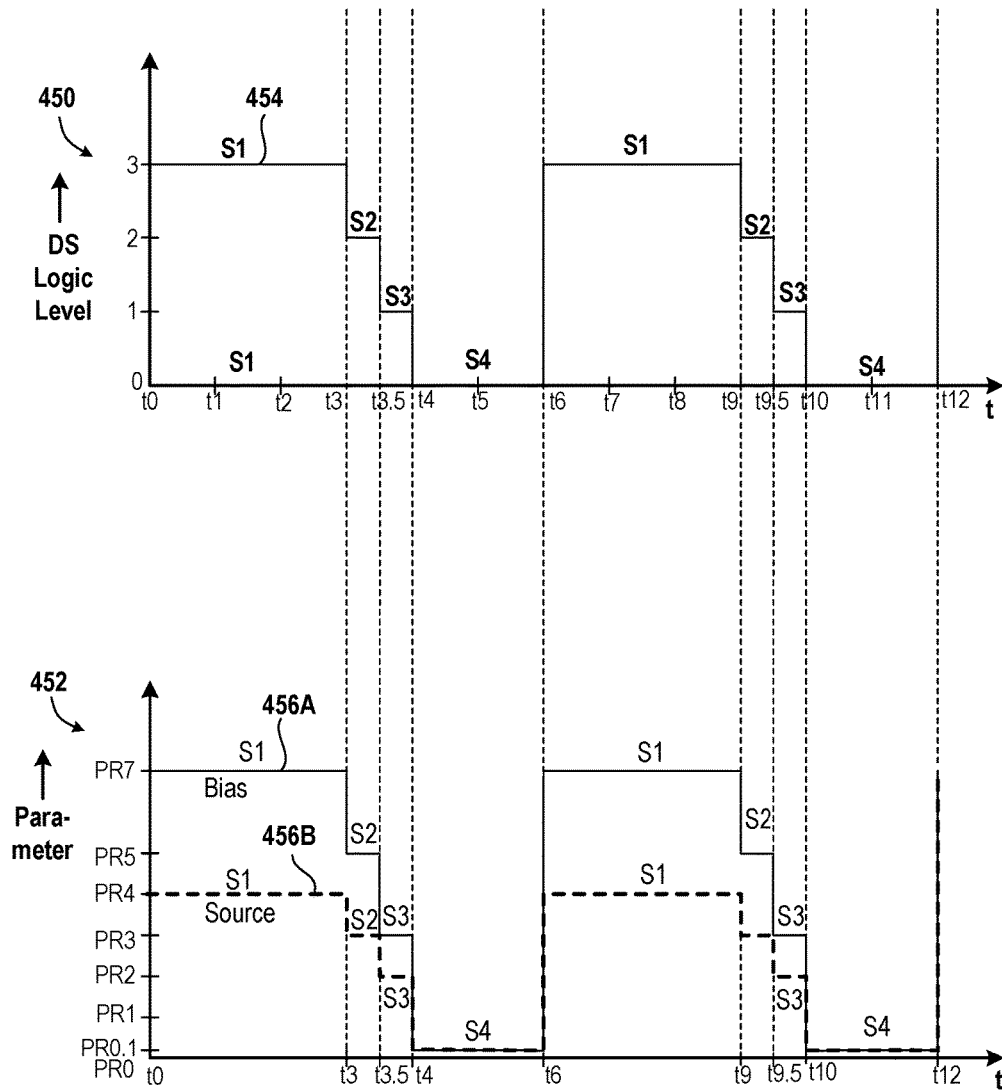 450
454
S1
S1
3
S2
S2
DS
Logic
Level
2
S3
S3
1
S1
S4
S4
0
t0 t1 t2 t3 t3.5 t4 t5 t6 t7 t8 t9 t9.5 t10 t11 t12
t
452
456A
S1
S1
PR7
Bias
Para-
meter
456B
S2
S2
PR5
S1
S1
PR4
Source
S2 S3
S3
PR3
PR2
S3
S3
PR1
S4
S4
PR0.1
PR0
t0 t3 t3.5 t4 t6 t9 t9.5 t10 t12
t